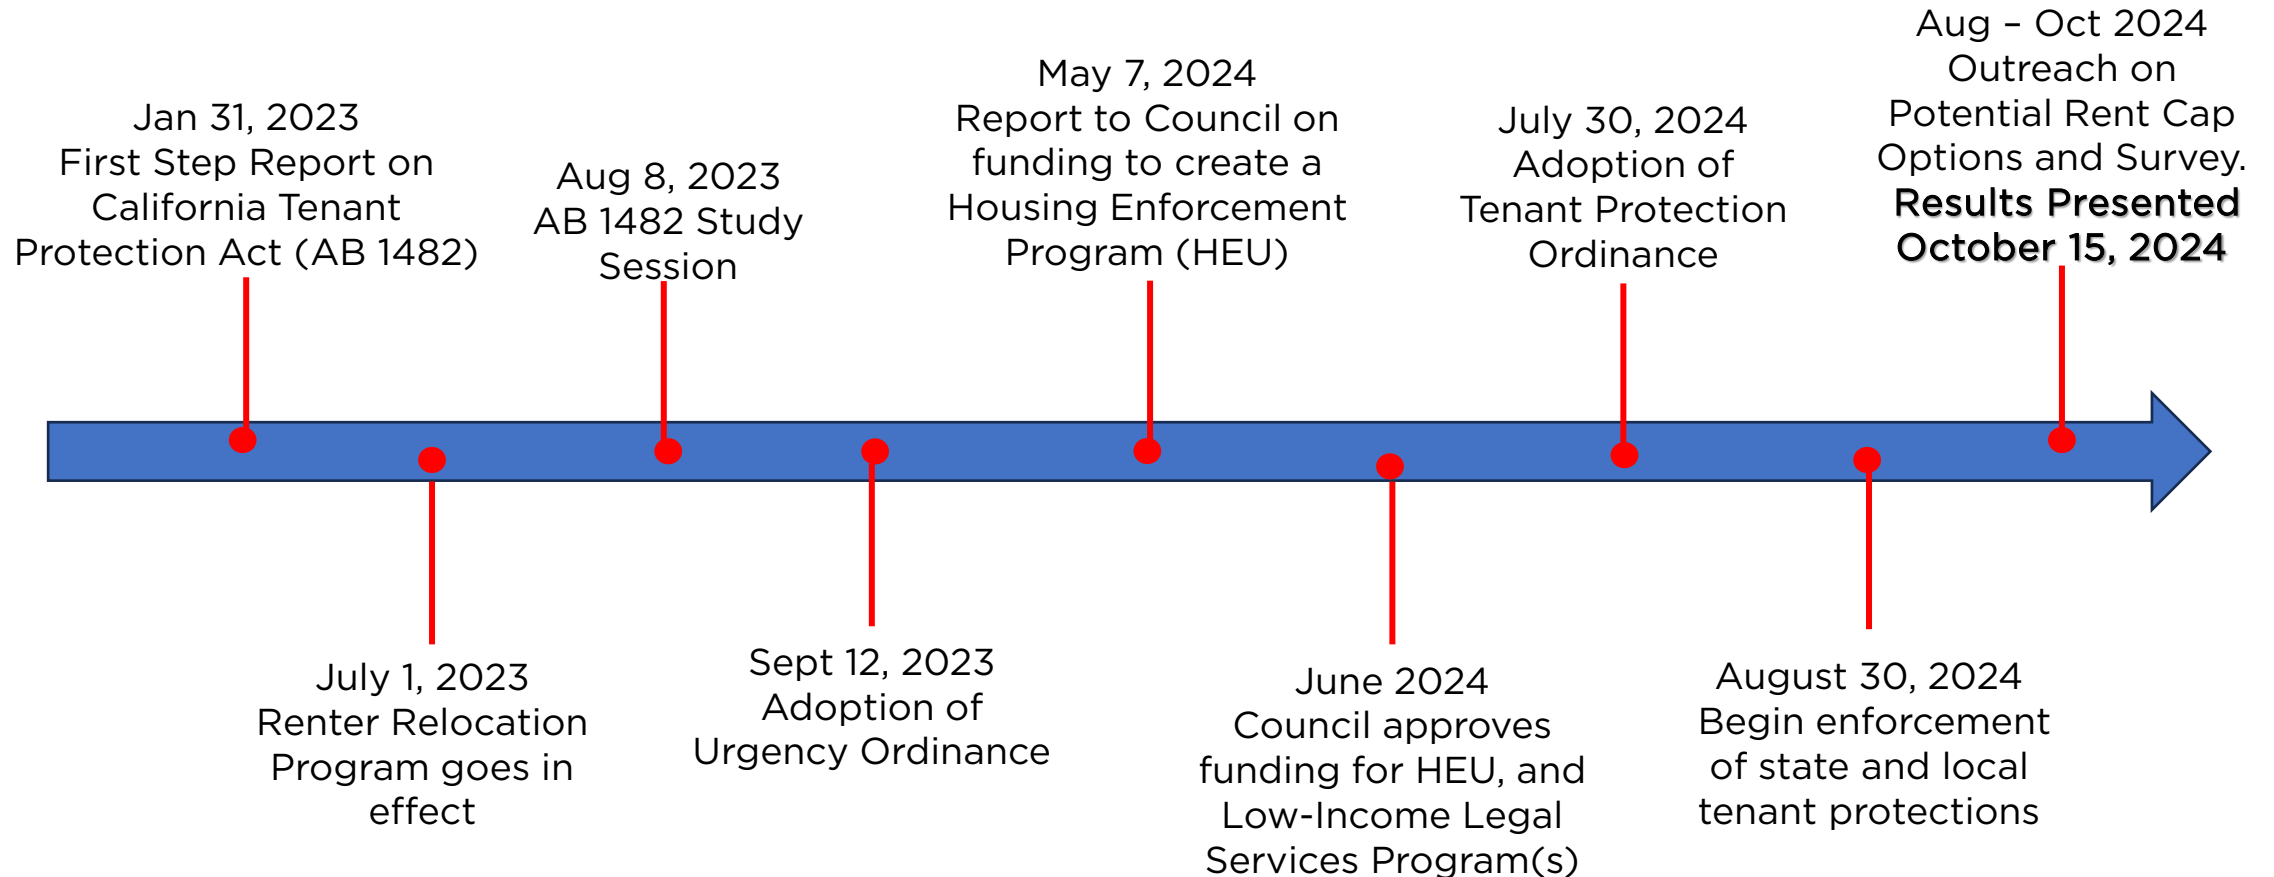 Jan 31, 2023
First Step Report on
California Tenant
Protection Act (AB 1482)
July 1, 2023
Renter Relocation
Program goes in
effect
Aug 8, 2023
AB 1482 Study
Session
Sept 12, 2023
Adoption of
Urgency Ordinance
May 7, 2024
Report to Council on
funding to create a
Housing Enforcement
Program (HEU)
June 2024
Council approves
funding for HEU, and
Low-Income Legal
Services Program(s)
July 30, 2024
Adoption of
Tenant Protection
Ordinance
August 30, 2024
Begin enforcement
of state and local
tenant protections
Aug – Oct 2024
Outreach on
Potential Rent Cap
Options and Survey.
Results Presented
October 15, 2024